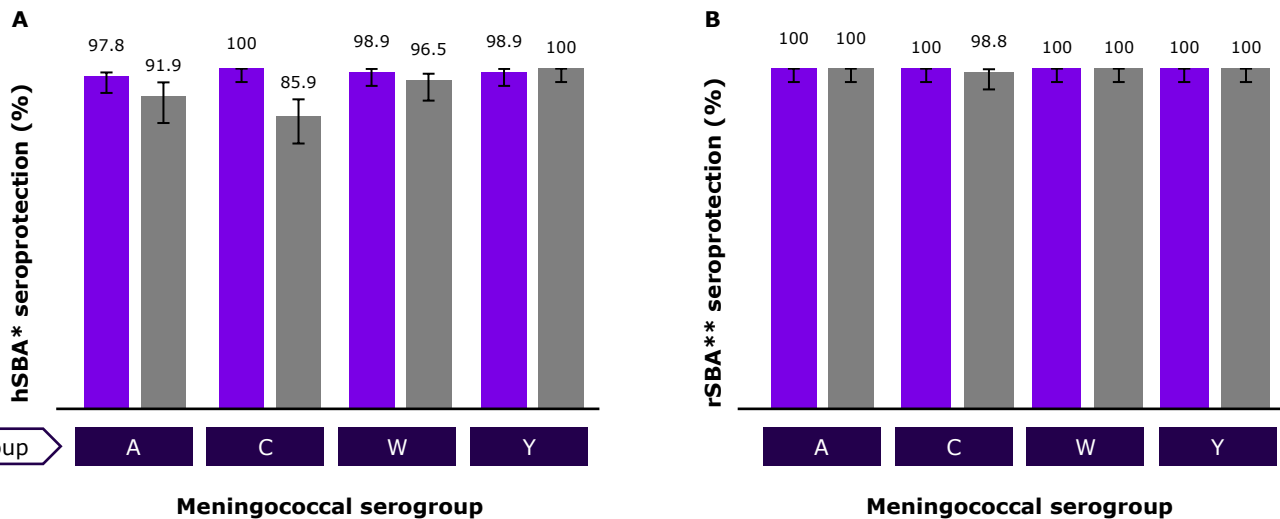 A
hSBA* seroprotection (%)
97.8
91.9
100
85.9
98.9
96.5
98.9
100
A
C
W
Y
Meningococcal serogroup
B
rSBA** seroprotection (%)
100
100
100
98.8
100
100
100
100
A
C
W
Y
Meningococcal serogroup